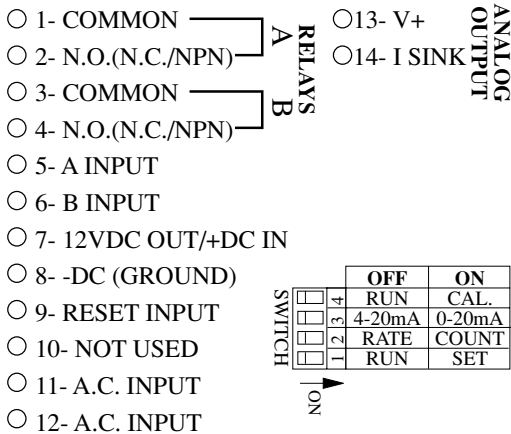 1- COMMON
2- N.O.(N.C./NPN)
3- COMMON
4- N.O.(N.C./NPN)
A
B
RELAYS
5- A INPUT
6- B INPUT
7- 12VDC OUT/+DC IN
8- -DC (GROUND)
9- RESET INPUT
10- NOT USED
11- A.C. INPUT
12- A.C. INPUT
13- V+
14- I SINK
ANALOG
OUTPUT
OFF ON
4 RUN CAL.
3 4-20mA 0-20mA
2 RATE COUNT
1 RUN SET
SWITCH
ON